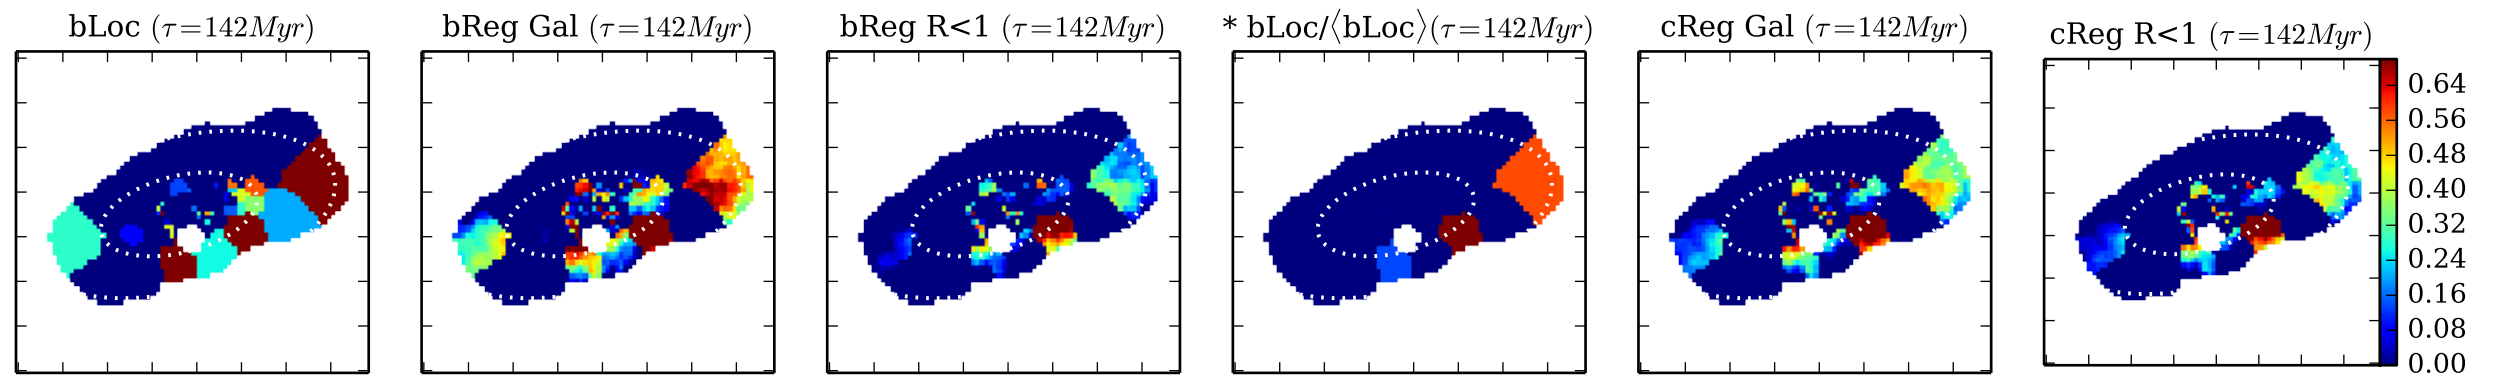 bLoc (τ=142Myr)
bReg Gal (τ=142Myr)
bReg R<1 (τ=142Myr)
* bLoc/⟨bLoc⟩(τ=142Myr)
cReg Gal (τ=142Myr)
cReg R<1 (τ=142Myr)
0.64
0.56
0.48
0.40
0.32
0.24
0.16
0.08
0.00